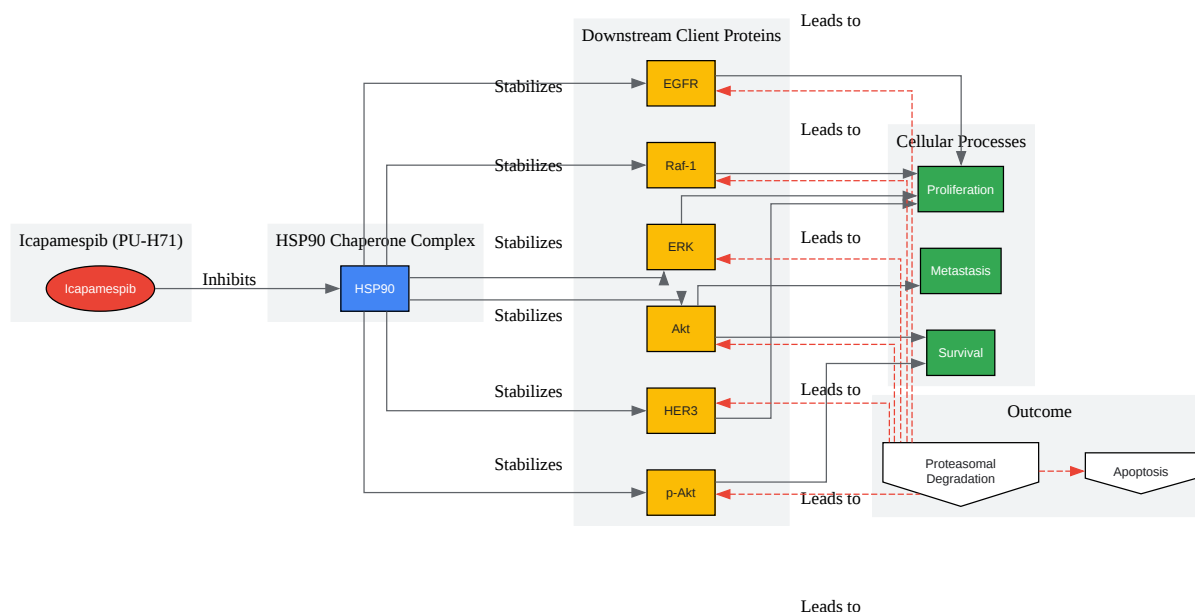 Leads to
Downstream Client Proteins
Stabilizes
EGFR
Leads to
Cellular Processes
Stabilizes
Raf-1
Proliferation
Icapamespib (PU-H71)
HSP90 Chaperone Complex
Stabilizes
ERK
Leads to
Metastasis
Icapamespib
Inhibits
HSP90
Stabilizes
Akt
Survival
Stabilizes
HER3
Leads to
Outcome
Stabilizes
p-Akt
Proteasomal
Degradation
Apoptosis
Leads to
Leads to